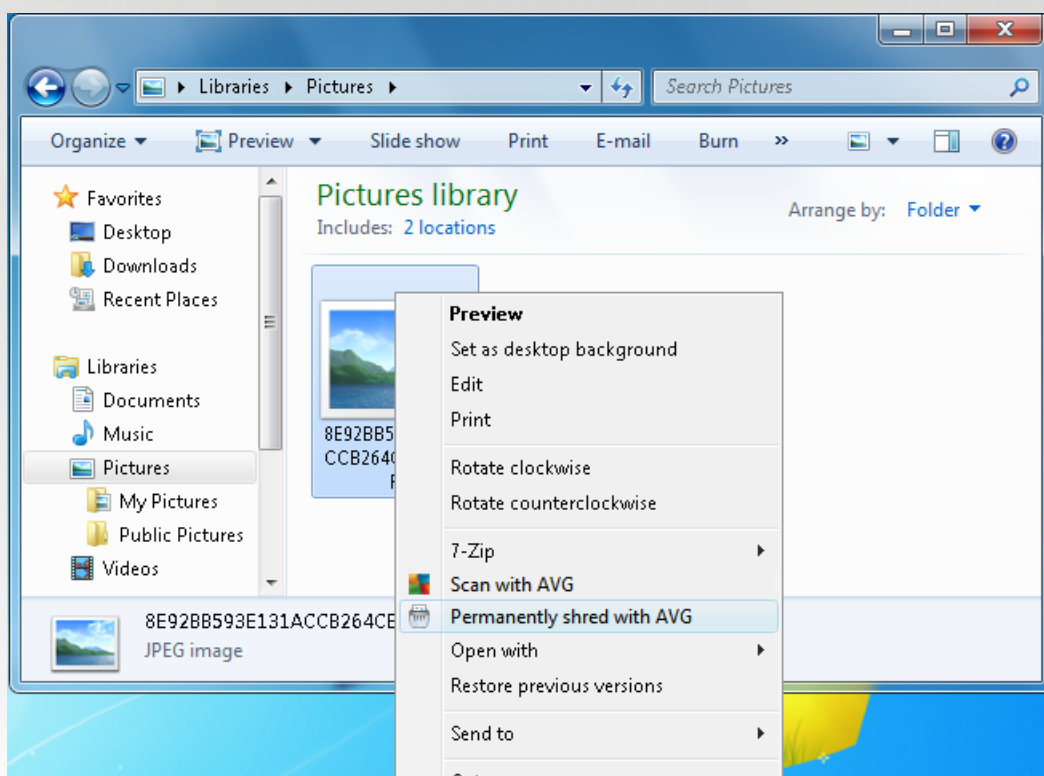 Libraries Pictures
Search Pictures
Organize Preview Slide show Print E-mail Burn »
Favorites
Desktop
Downloads
Recent Places
Libraries
Documents
Music
Pictures
My Pictures
Public Pictures
Videos
Pictures library
Includes: 2 locations
Arrange by: Folder
8E92BB5
CCB264
Preview
Set as desktop background
Edit
Print
Rotate clockwise
Rotate counterclockwise
7-Zip
Scan with AVG
Permanently shred with AVG
Open with
Restore previous versions
Send to
8E92BB593E131ACCB264CE
JPEG image